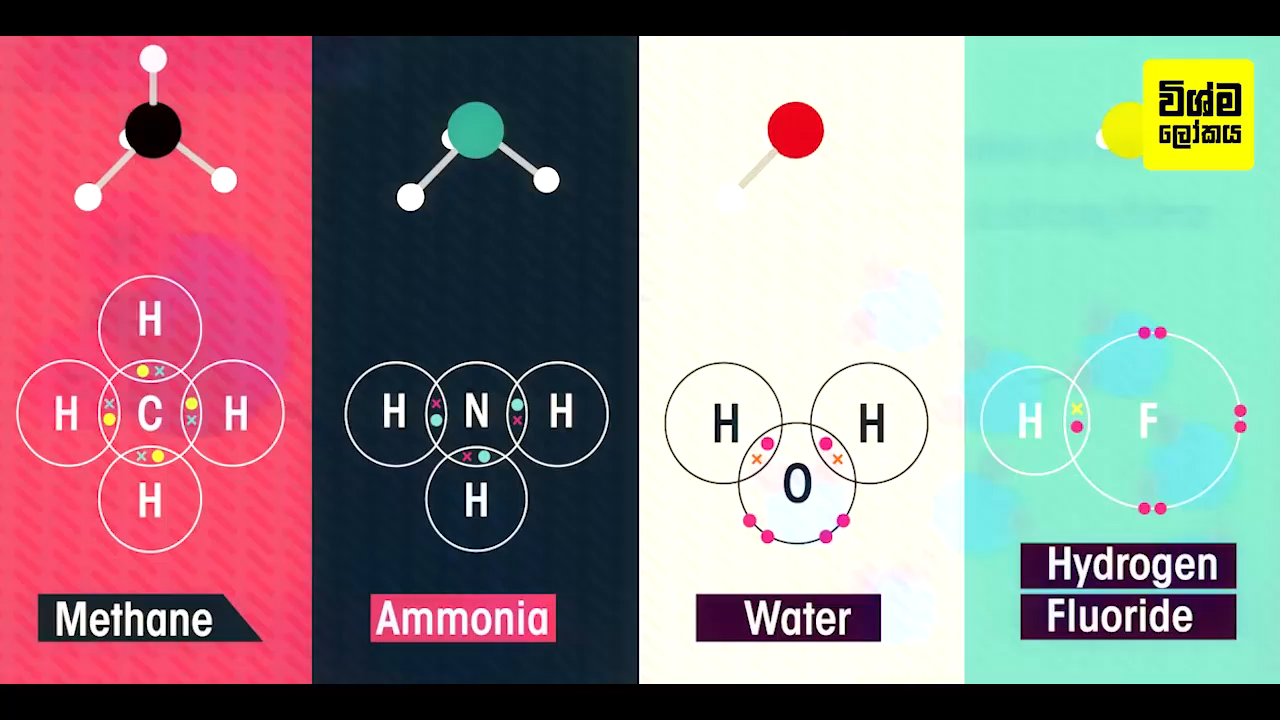 විශ්ම
ලෝකය
H
H C H
H
H N H
H
H H
O
H F
Methane
Ammonia
Water
Hydrogen
Fluoride